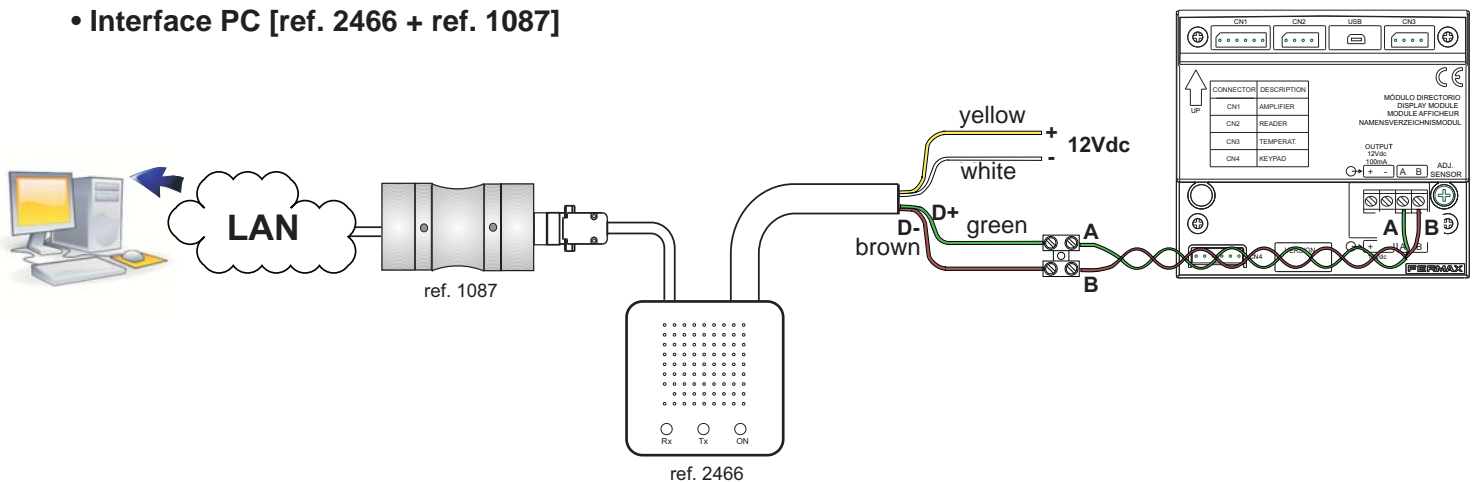 • Interface PC [ref. 2466 + ref. 1087]
LAN
ref. 1087
Rx Tx ON
ref. 2466
yellow
+
12Vdc
-
white
D+
green
D-
brown
A
B
CN1 CN2 USB CN3
UP
CE
CONNECTOR DESCRIPTION
CN1 AMPLIFIER
CN2 READER
CN3 TEMPERAT.
CN4 KEYPAD
MÓDULO DIRECTORIO
DISPLAY MODULE
MODULE AFFICHEUR
NAMENSVERZEICHNISMODUL
OUTPUT
12Vdc
100mA
+ - A B
ADJ.
SENSOR
A B
CN4
VERSION
FERMAX